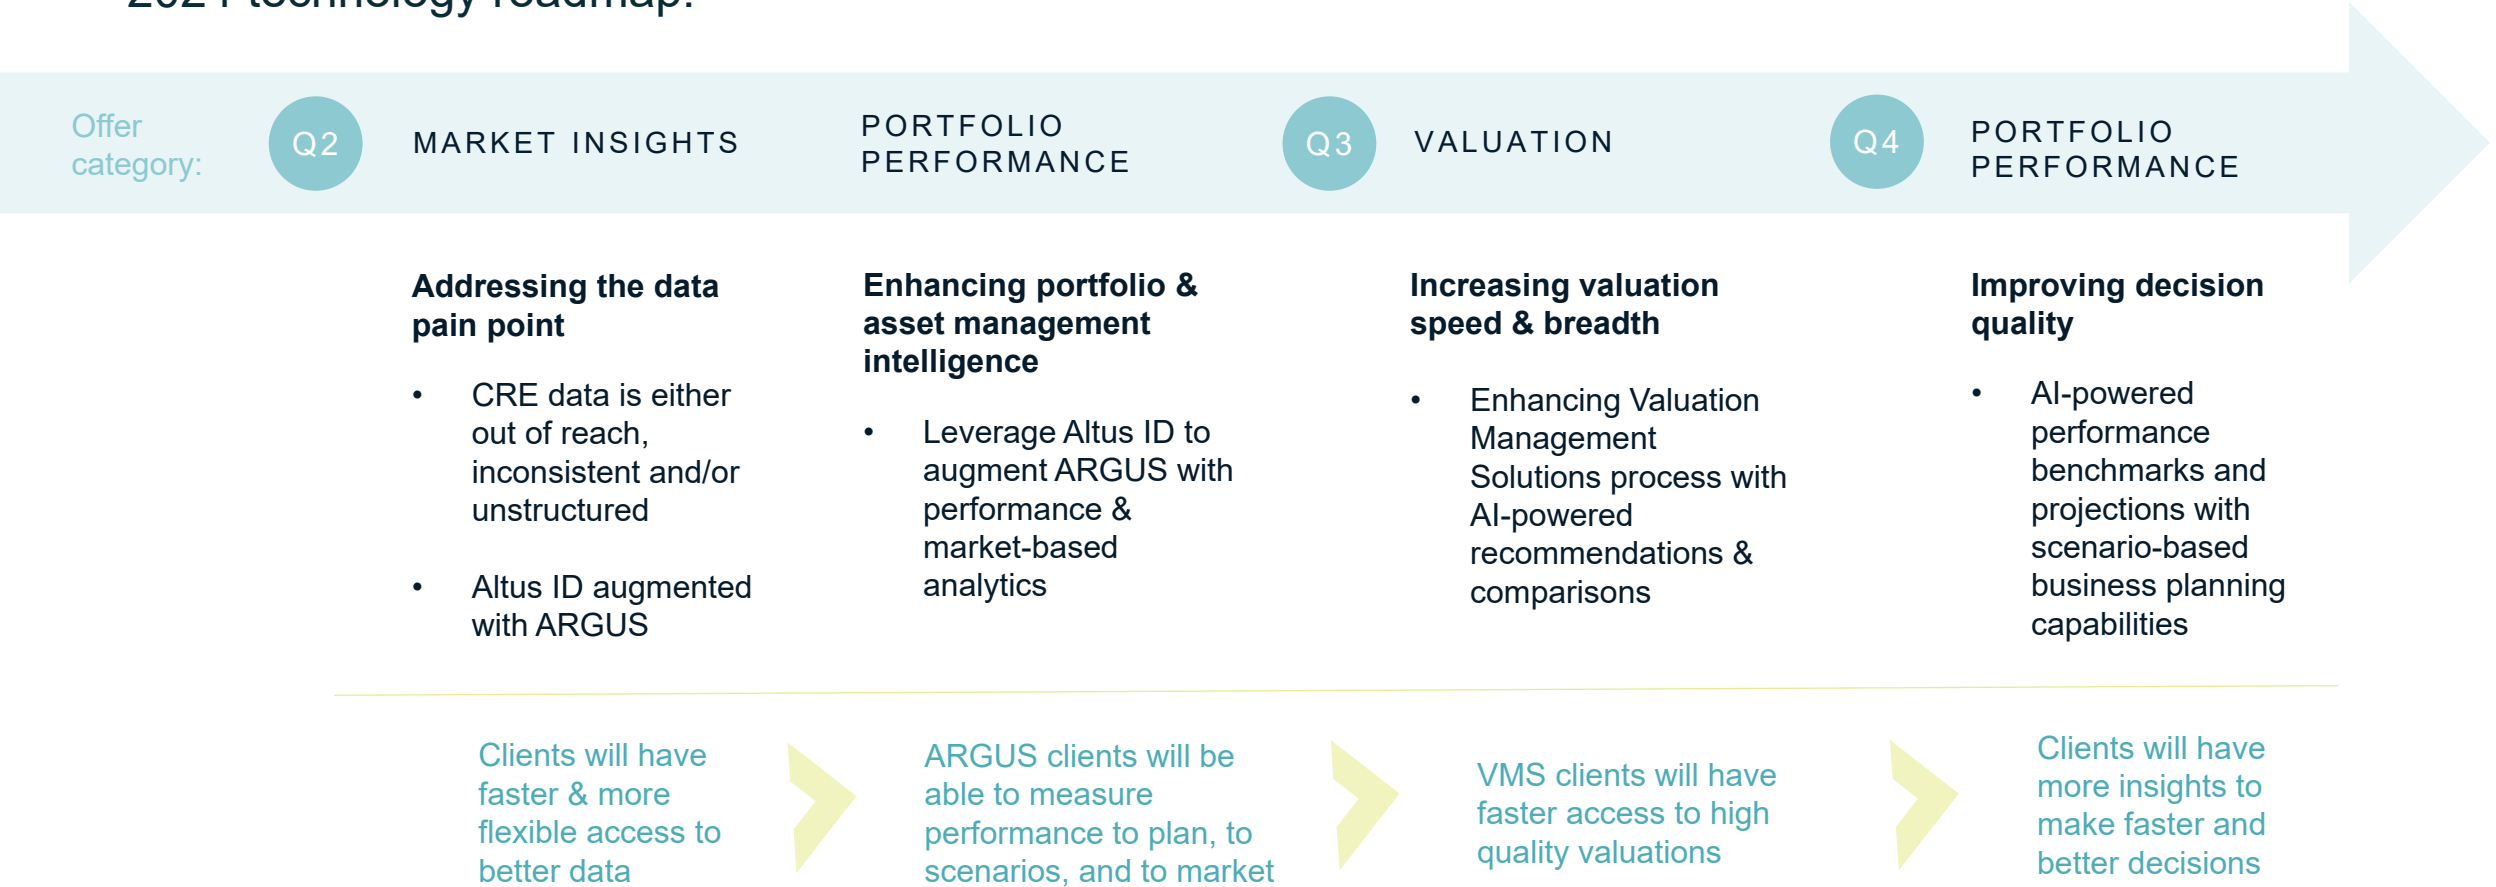 2024 technology roadmap:
Offer
category:
Q2
MARKET INSIGHTS
PORTFOLIO
PERFORMANCE
Q3
VALUATION
Q4
PORTFOLIO
PERFORMANCE
Addressing the data
pain point
• CRE data is either
out of reach,
inconsistent and/or
unstructured
• Altus ID augmented
with ARGUS
Enhancing portfolio &
asset management
intelligence
• Leverage Altus ID to
augment ARGUS with
performance &
market-based
analytics
Increasing valuation
speed & breadth
• Enhancing Valuation
Management
Solutions process with
AI-powered
recommendations &
comparisons
Improving decision
quality
• AI-powered
performance
benchmarks and
projections with
scenario-based
business planning
capabilities
Clients will have
faster & more
flexible access to
better data
ARGUS clients will be
able to measure
performance to plan, to
scenarios, and to market
VMS clients will have
faster access to high
quality valuations
Clients will have
more insights to
make faster and
better decisions